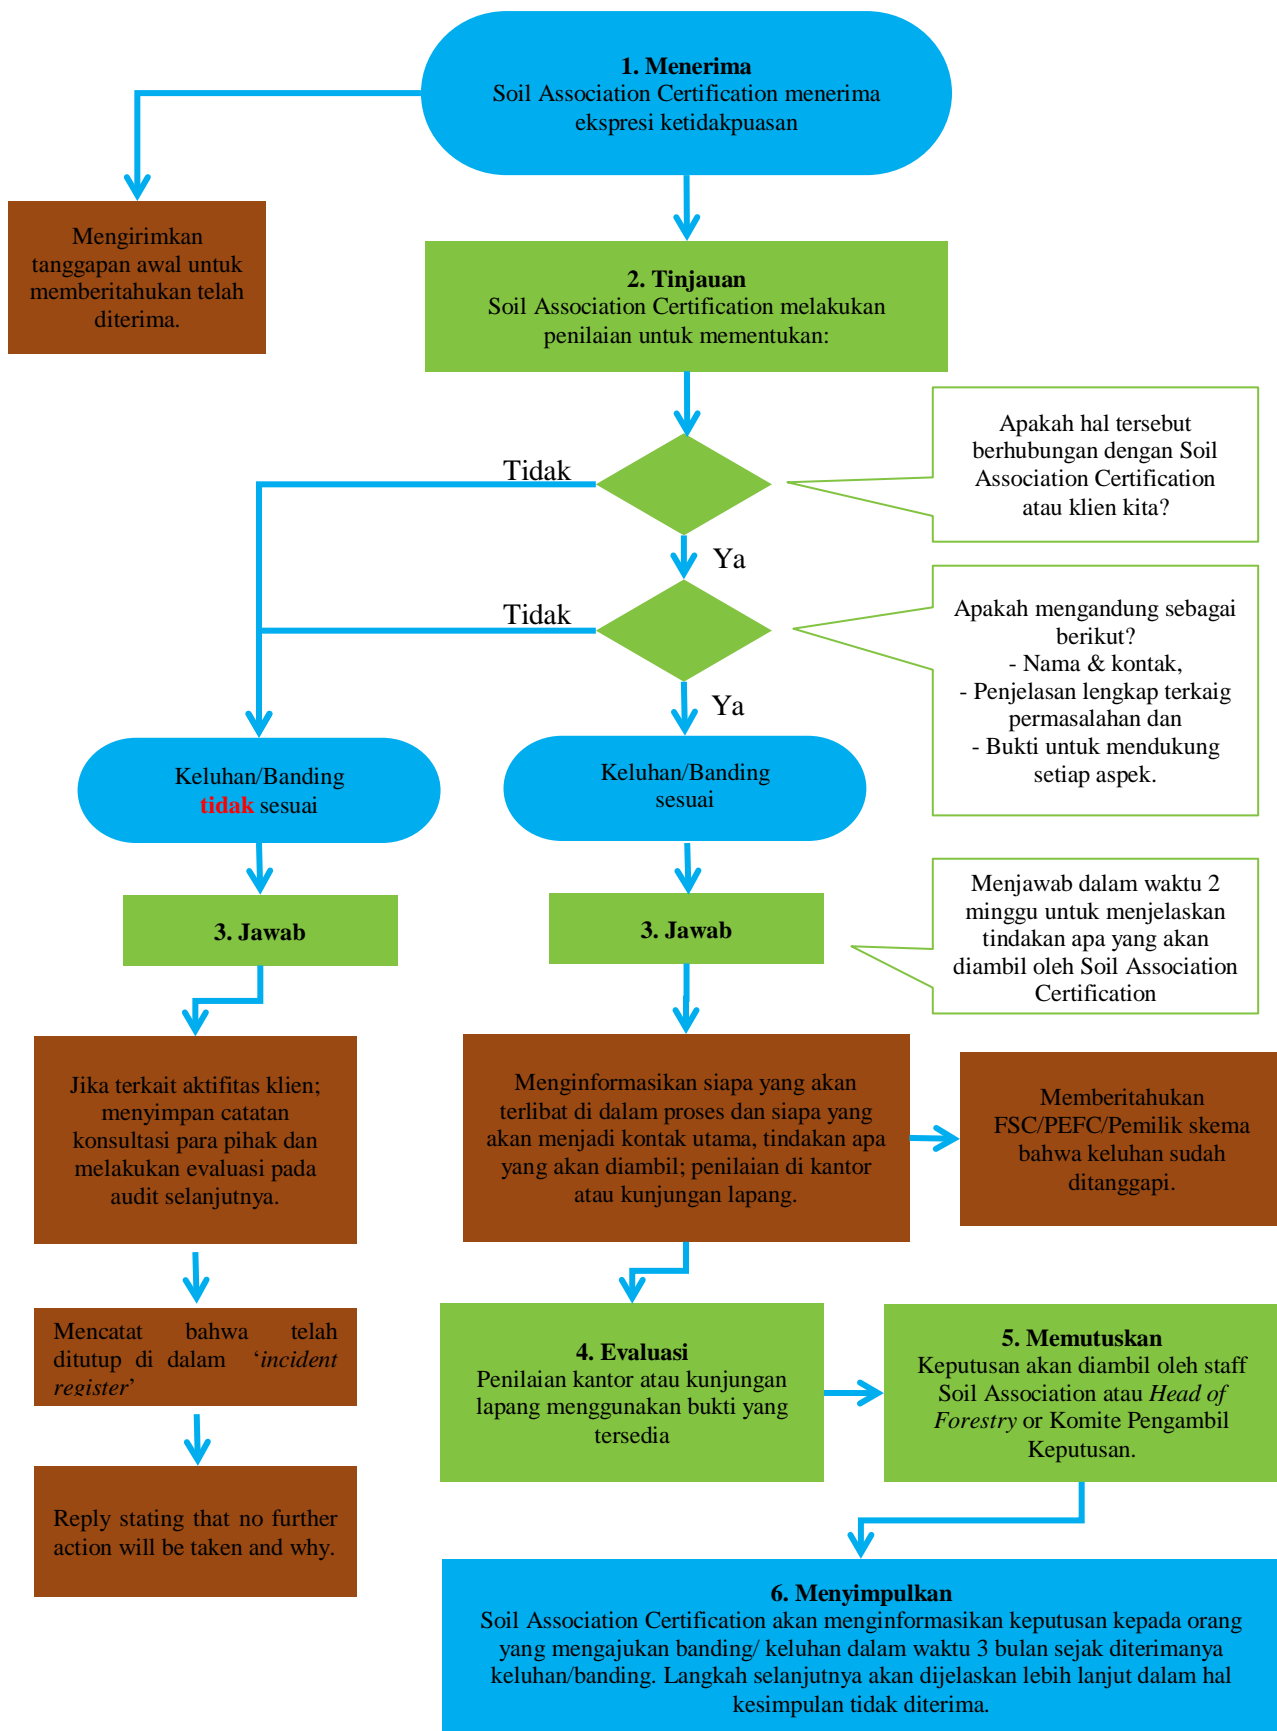 1. Menerima
Soil Association Certification menerima
ekspresi ketidakpuasan
Mengirimkan
tanggapan awal untuk
memberitahukan telah
diterima.
2. Tinjauan
Soil Association Certification melakukan
penilaian untuk mementukan:
Apakah hal tersebut
berhubungan dengan Soil
Association Certification
atau klien kita?
Tidak
Ya
Tidak
Apakah mengandung sebagai
berikut?
- Nama & kontak,
- Penjelasan lengkap terkaig
permasalahan dan
- Bukti untuk mendukung
setiap aspek.
Ya
Keluhan/Banding
tidak sesuai
Keluhan/Banding
sesuai
3. Jawab
3. Jawab
Menjawab dalam waktu 2
minggu untuk menjelaskan
tindakan apa yang akan
diambil oleh Soil Association
Certification
Jika terkait aktifitas klien;
menyimpan catatan
konsultasi para pihak dan
melakukan evaluasi pada
audit selanjutnya.
Menginformasikan siapa yang akan
terlibat di dalam proses dan siapa yang
akan menjadi kontak utama, tindakan apa
yang akan diambil; penilaian di kantor
atau kunjungan lapang.
Memberitahukan
FSC/PEFC/Pemilik skema
bahwa keluhan sudah
ditanggapi.
Mencatat bahwa telah
ditutup di dalam ‘incident
register’
4. Evaluasi
Penilaian kantor atau kunjungan
lapang menggunakan bukti yang
tersedia
5. Memutuskan
Keputusan akan diambil oleh staff
Soil Association atau Head of
Forestry or Komite Pengambil
Keputusan.
Reply stating that no further
action will be taken and why.
6. Menyimpulkan
Soil Association Certification akan menginformasikan keputusan kepada orang
yang mengajukan banding/ keluhan dalam waktu 3 bulan sejak diterimanya
keluhan/banding. Langkah selanjutnya akan dijelaskan lebih lanjut dalam hal
kesimpulan tidak diterima.